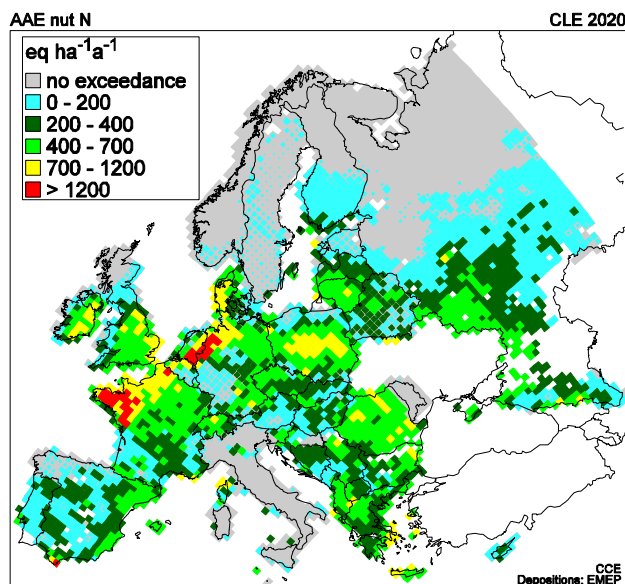 AAE nut N CLE 2020
eq ha⁻¹a⁻¹
no exceedance
0 - 200
200 - 400
400 - 700
700 - 1200
> 1200
CCE
Depositions: EMEP